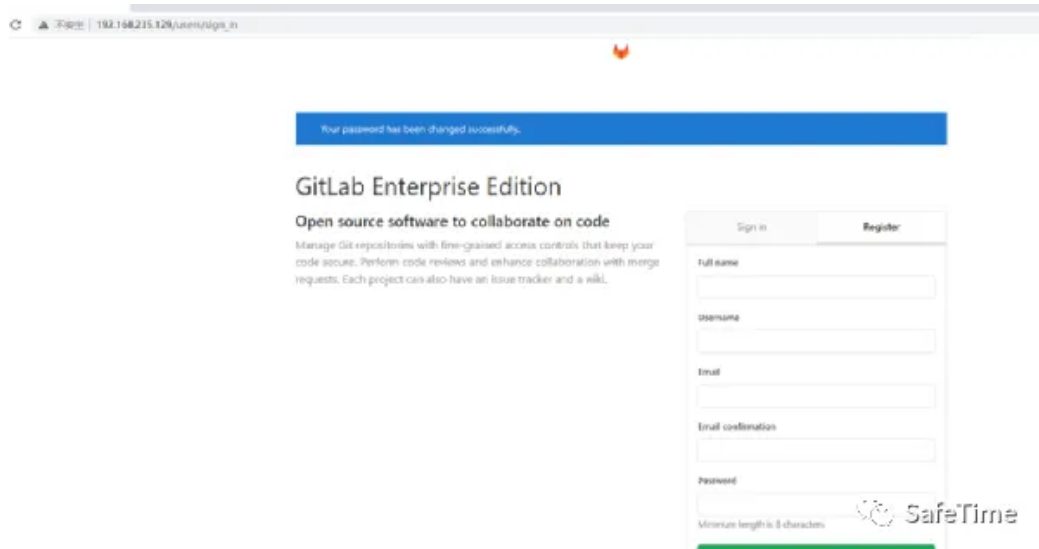 不安全 192.168.235.129/users/sign_in
Your password has been changed successfully.
GitLab Enterprise Edition
Open source software to collaborate on code
Manage Git repositories with fine-grained access controls that keep your
code secure. Perform code reviews and enhance collaboration with merge
requests. Each project can also have an issue tracker and a wiki.
Sign in Register
Full name
Username
Email
Email confirmation
Password
Minimum length is 8 characters
SafeTime